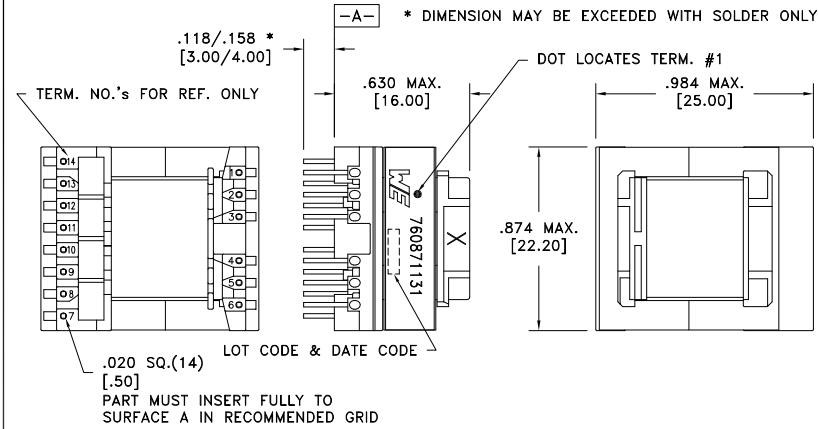 -A-
* DIMENSION MAY BE EXCEEDED WITH SOLDER ONLY
.118/.158 *
[3.00/4.00]
DOT LOCATES TERM. #1
.630 MAX.
[16.00]
.984 MAX.
[25.00]
TERM. NO.'s FOR REF. ONLY
14
13
12
11
10
9
8
7
1
2
3
4
5
6
WE
760871131
X
.874 MAX.
[22.20]
LOT CODE & DATE CODE
.020 SQ.(14)
[.50]
PART MUST INSERT FULLY TO
SURFACE A IN RECOMMENDED GRID